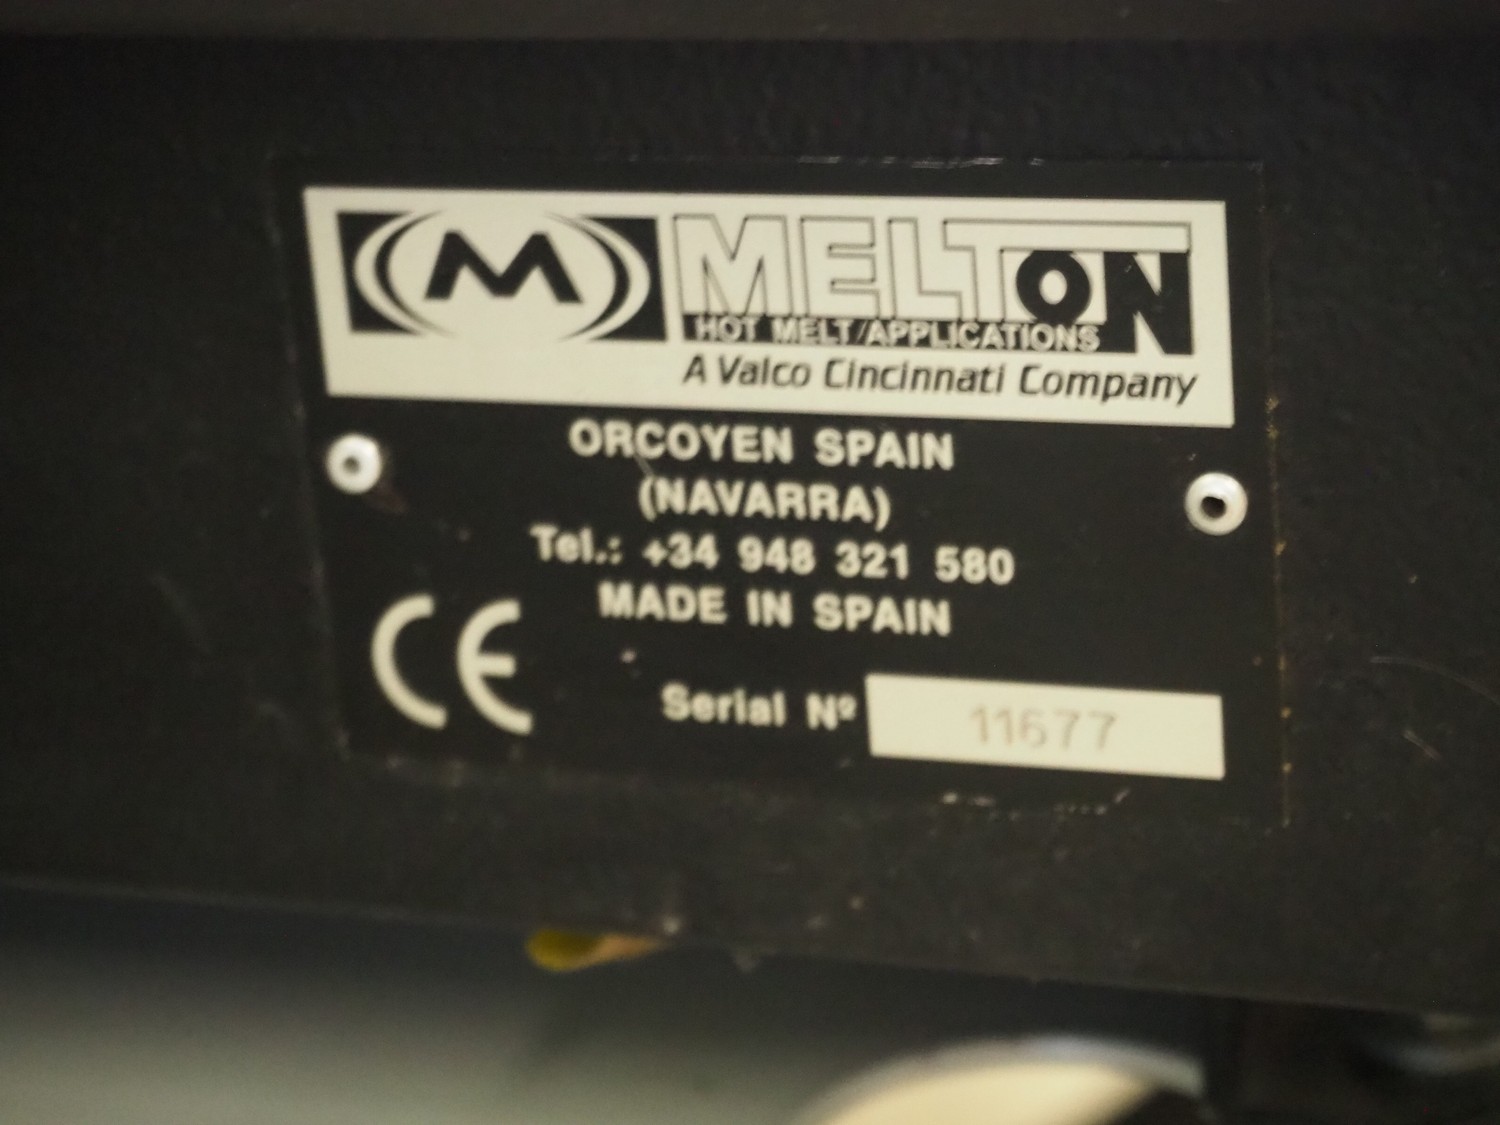 M MELTON
HOT MELT/APPLICATIONS
A Valco Cincinnati Company
ORCOYEN SPAIN
(NAVARRA)
Tel.: +34 948 321 580
MADE IN SPAIN
CE
Serial Nº 11677